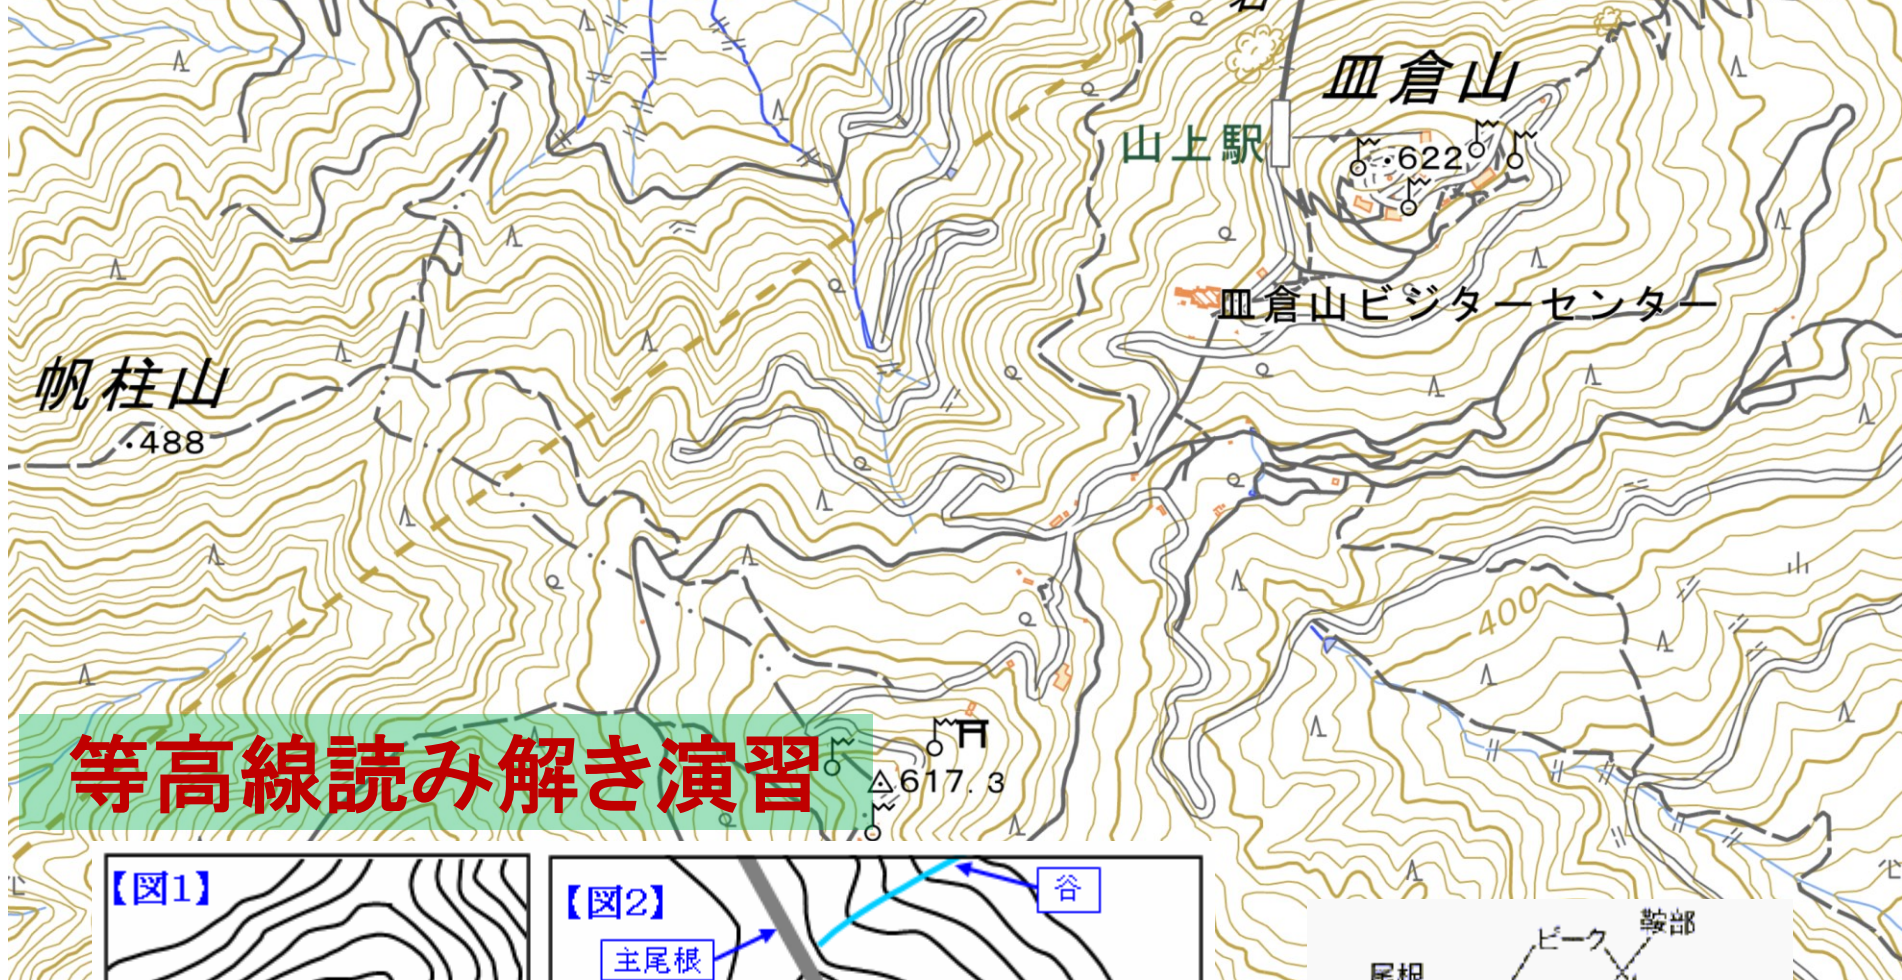 皿倉山
山上駅
622
皿倉山ビジターセンター
帆柱山
488
400
617.3
等高線読み解き演習
【図1】
【図2】
谷
主尾根
鞍部
ピーク
尾根